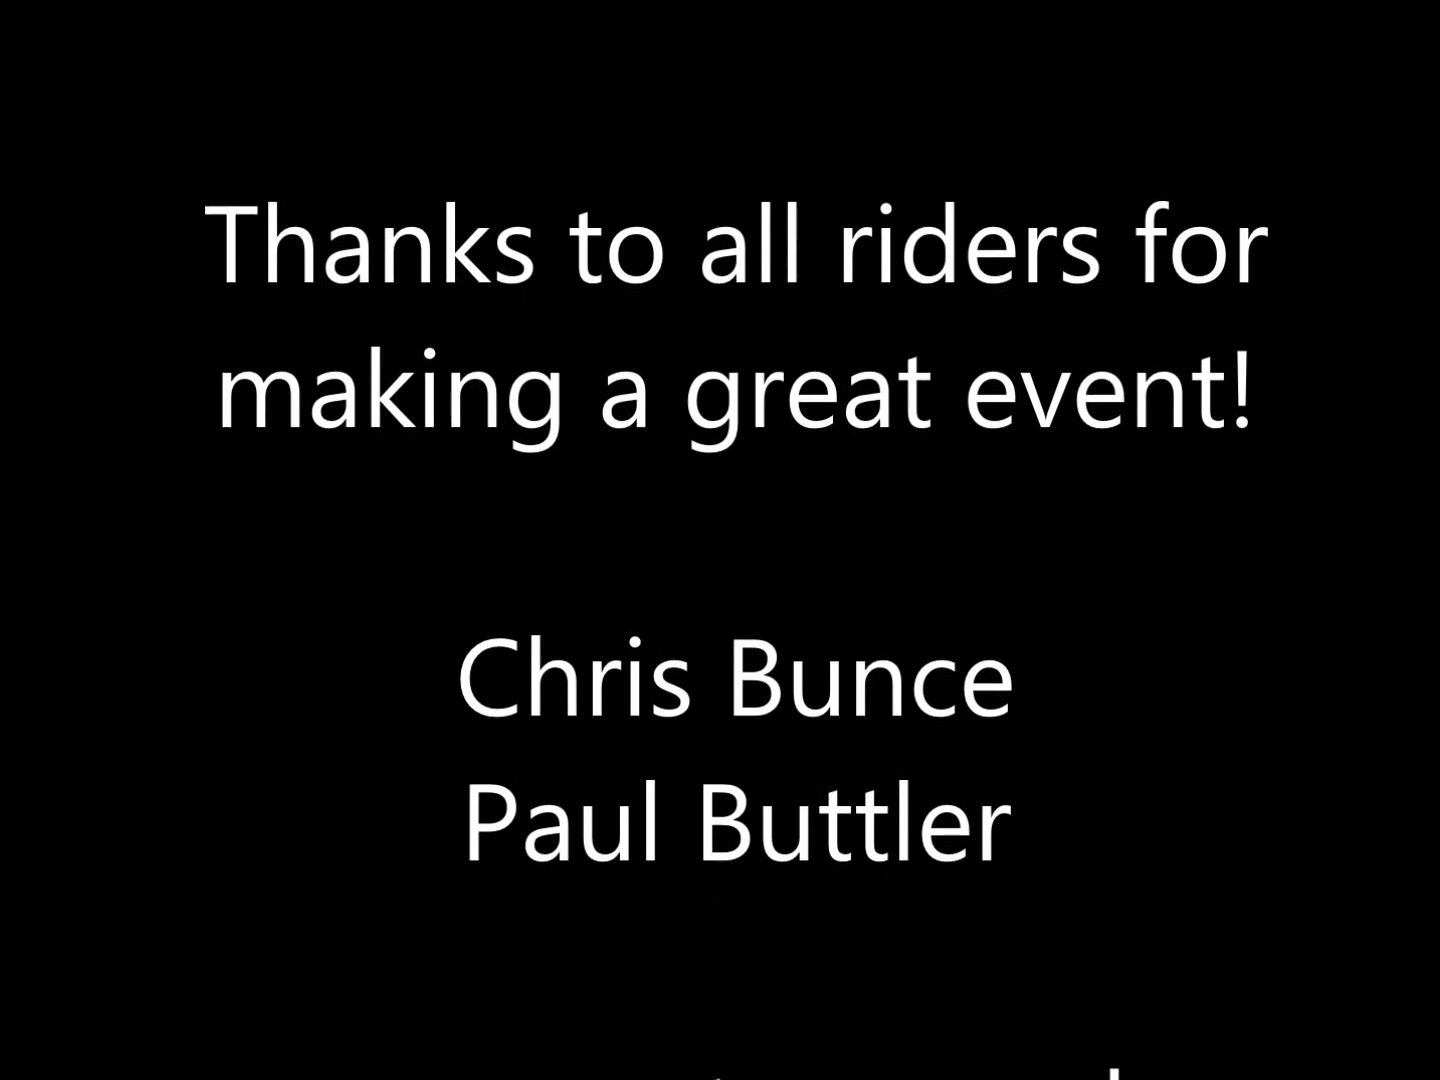 Thanks to all riders for
making a great event!
Chris Bunce
Paul Buttler